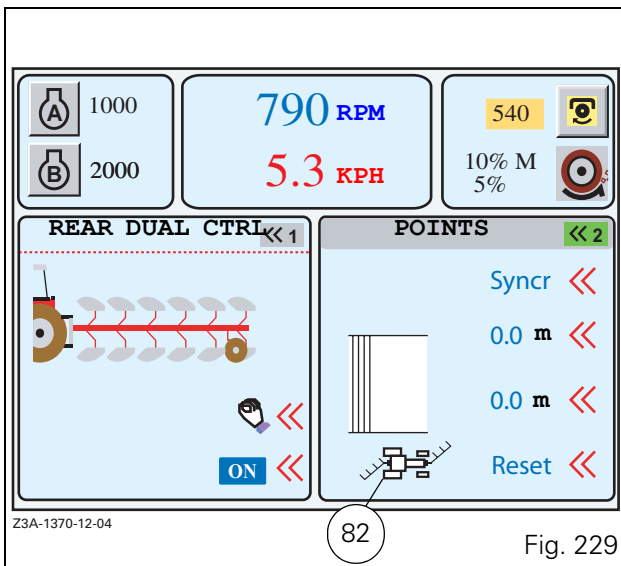 A 1000
B 2000
790 RPM
5.3 KPH
540
10% M
5%
REAR DUAL CTRL << 1
ON <<
POINTS << 2
Syncr <<
0.0 m <<
0.0 m <<
Reset <<
82
Z3A-1370-12-04
Fig. 229